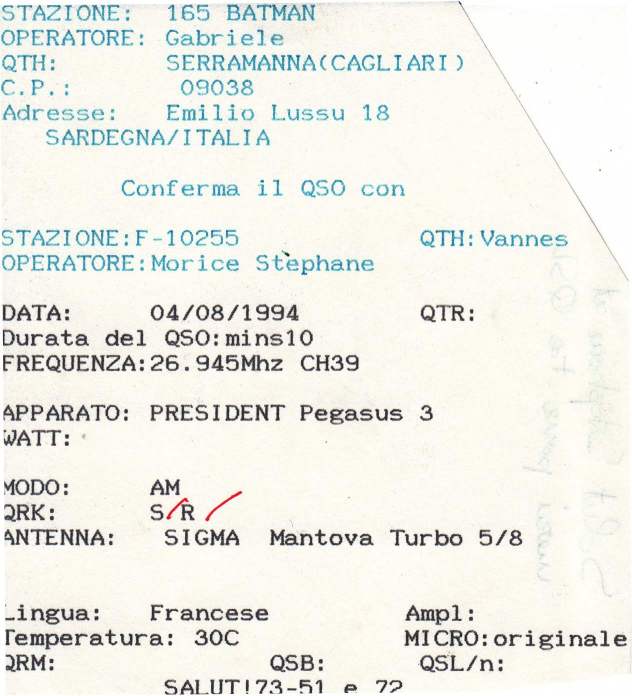 STAZIONE: 165 BATMAN
OPERATORE: Gabriele
QTH: SERRAMANNA(CAGLIARI)
C.P.: 09038
Adresse: Emilio Lussu 18
SARDEGNA/ITALIA
Conferma il QSO con
STAZIONE:F-10255 QTH:Vannes
OPERATORE:Morice Stephane
DATA: 04/08/1994 QTR:
Durata del QSO:mins10
FREQUENZA:26.945Mhz CH39
APPARATO: PRESIDENT Pegasus 3
WATT:
MODO: AM
QRK: S/R/
ANTENNA: SIGMA Mantova Turbo 5/8
Lingua: Francese Ampl:
Temperatura: 30C MICRO:originale
QRM: QSB: QSL/n:
SALUT!73-51 e 72